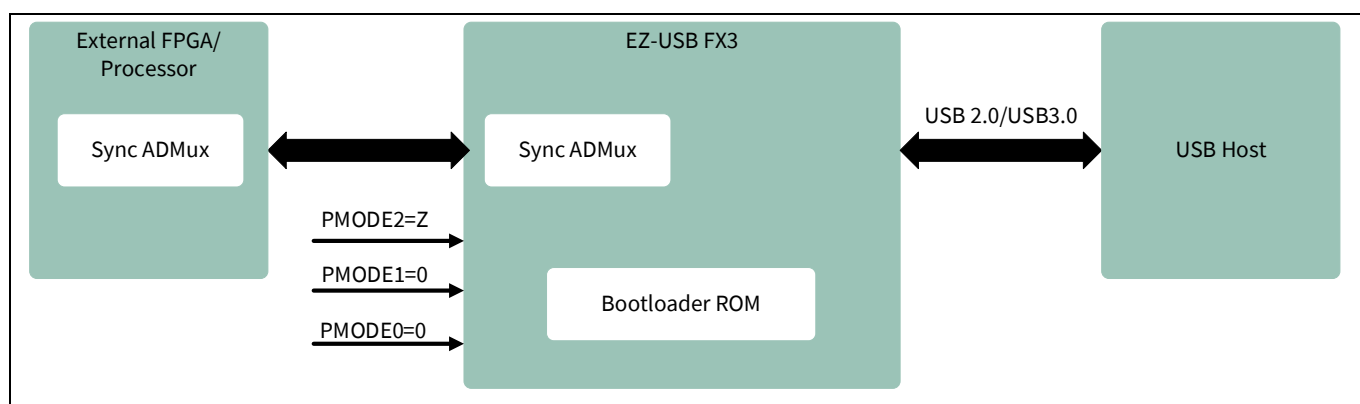 External FPGA/
Processor
Sync ADMux
EZ-USB FX3
Sync ADMux
PMODE2=Z
PMODE1=0
PMODE0=0
Bootloader ROM
USB 2.0/USB3.0
USB Host